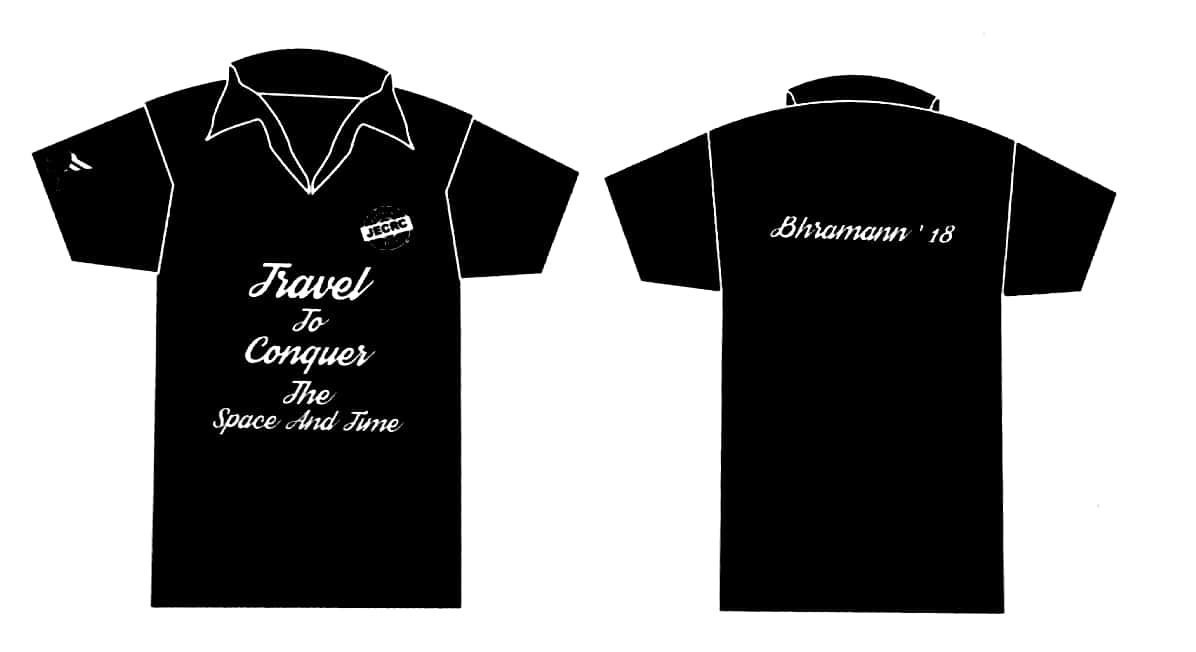 JECRC
Travel
To
Conquer
The
Space And Time
Bhramann ' 18